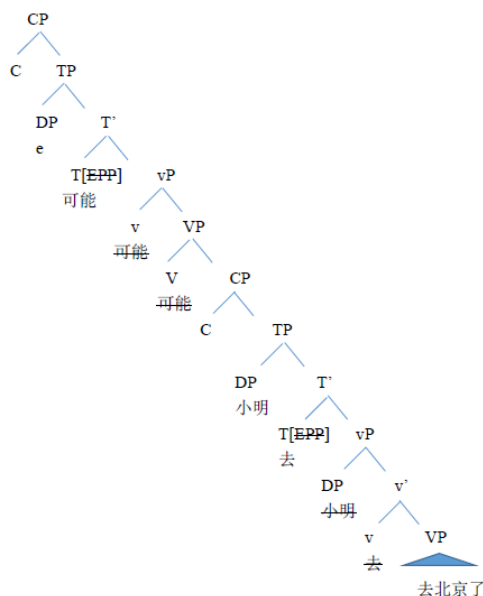 CP
C TP
DP T’
e
T[EPP] vP
可能
v VP
可能
V CP
可能
C TP
DP T’
小明
T[EPP] vP
去
DP v’
小明
v VP
去
去北京了